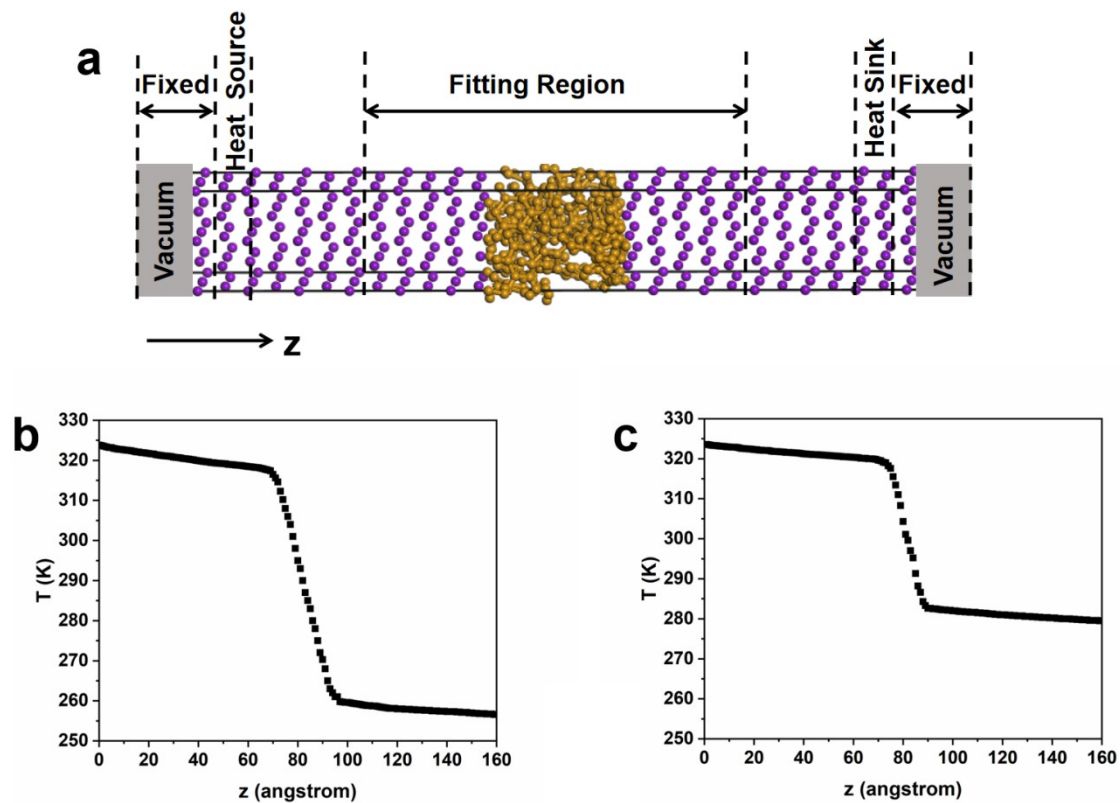 a
Fixed
Heat Source
Fitting Region
Heat Sink
Fixed
Vacuum
Vacuum
z
b
330
320
310
300
290
280
270
260
250
T (K)
0 20 40 60 80 100 120 140 160
z (angstrom)
c
330
320
310
300
290
280
270
260
250
T (K)
0 20 40 60 80 100 120 140 160
z (angstrom)